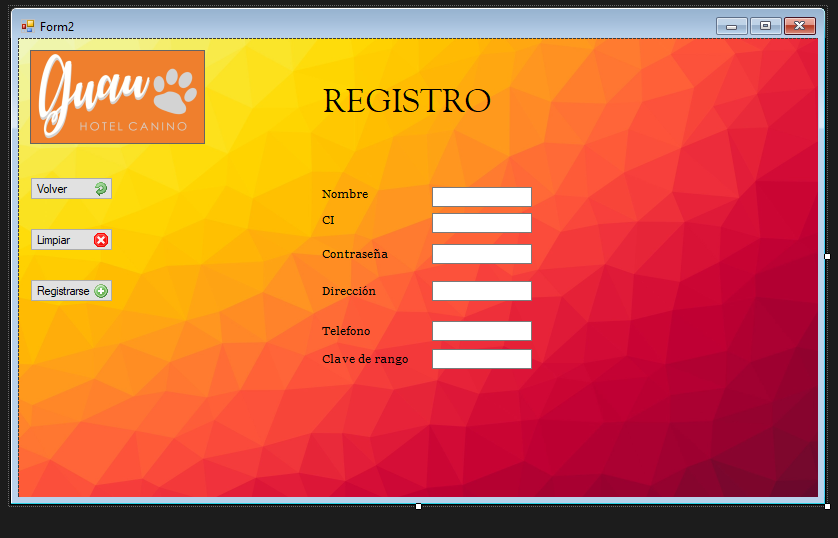 Form2
Guau
HOTEL CANINO
REGISTRO
Volver
Limpiar
Registrarse
Nombre
CI
Contraseña
Dirección
Telefono
Clave de rango